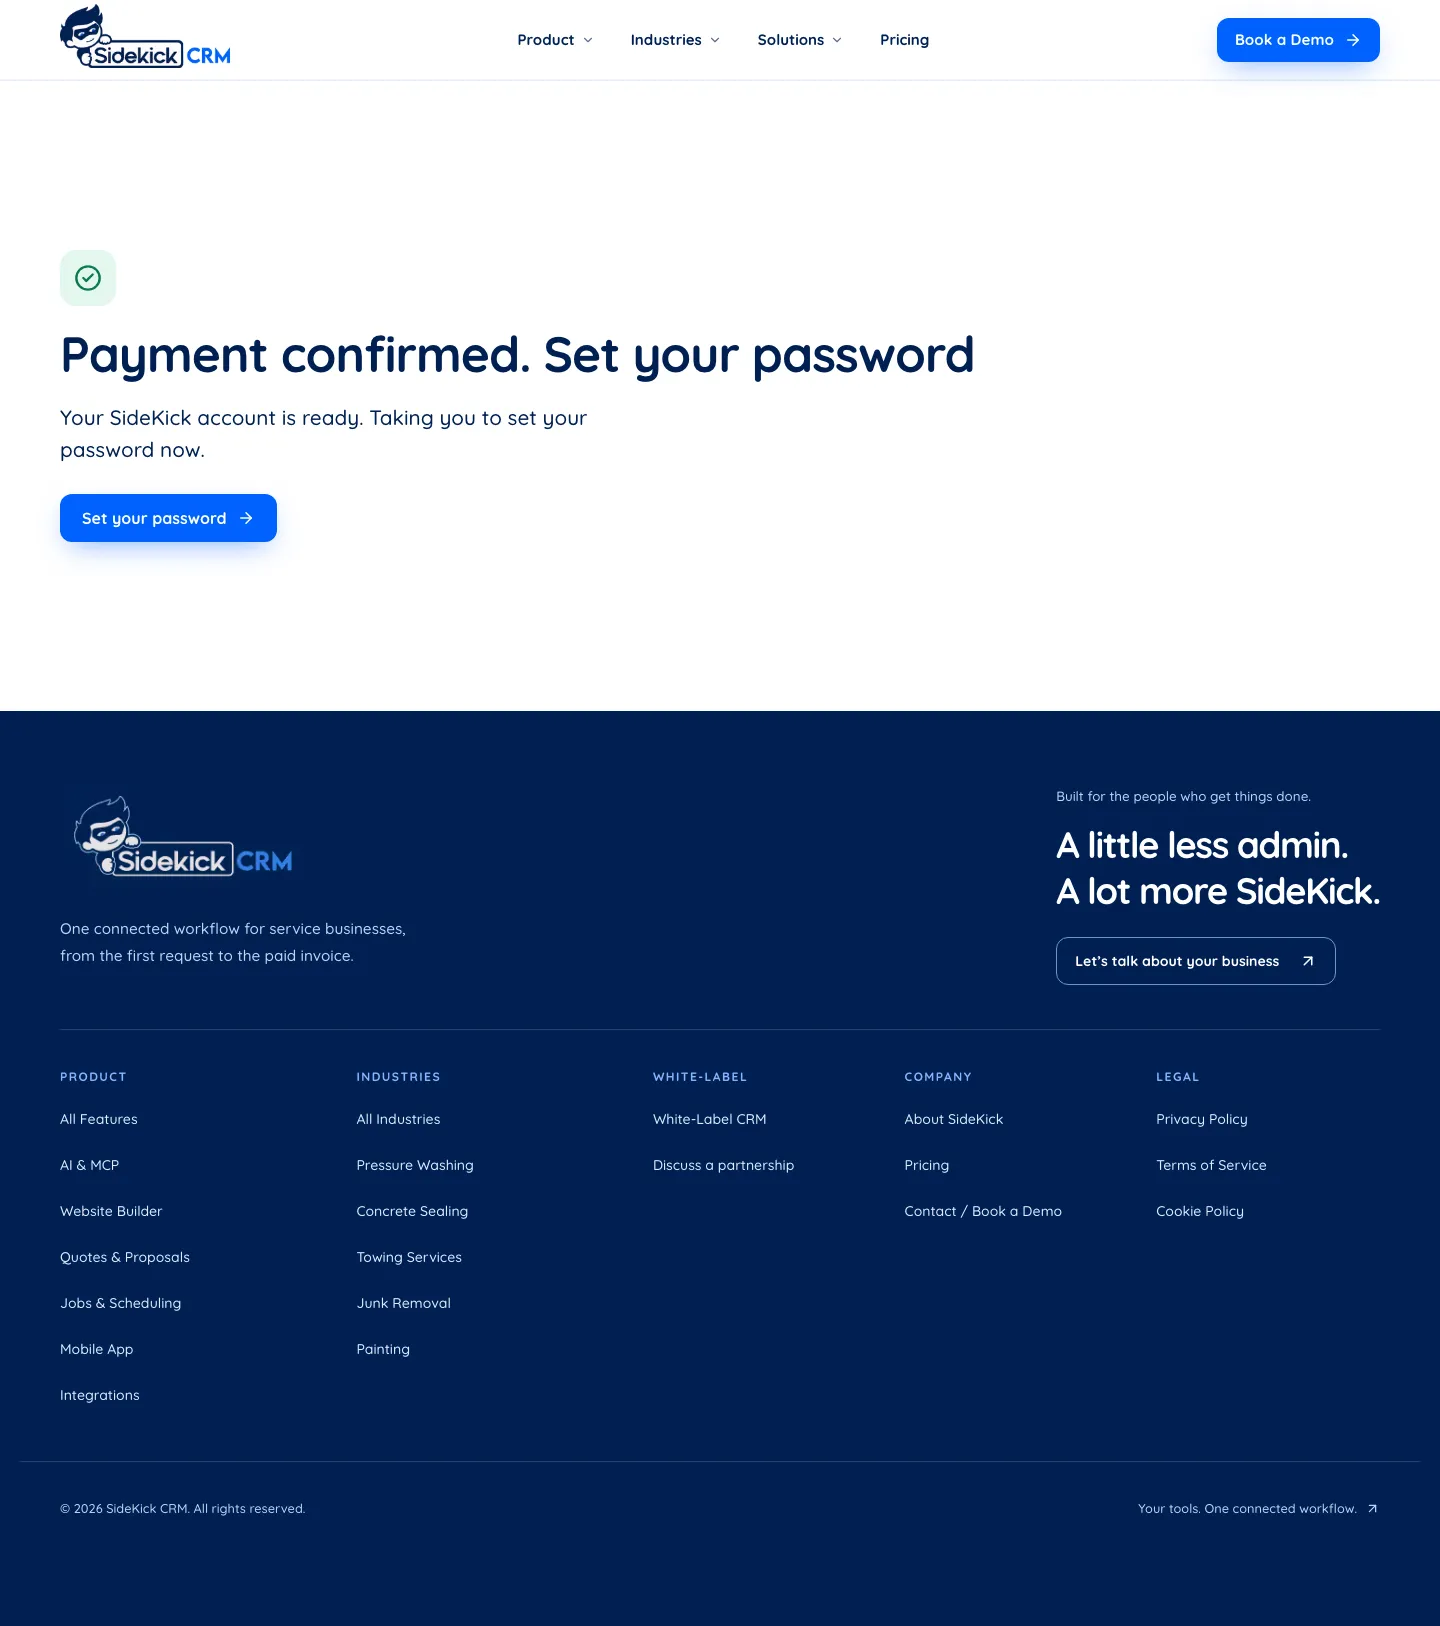 Sidekick CRM
Product
Industries
Solutions
Pricing
Book a Demo
Payment confirmed. Set your password
Your SideKick account is ready. Taking you to set your
password now.
Set your password
Sidekick CRM
One connected workflow for service businesses,
from the first request to the paid invoice.
Built for the people who get things done.
A little less admin.
A lot more SideKick.
Let’s talk about your business
PRODUCT
All Features
AI & MCP
Website Builder
Quotes & Proposals
Jobs & Scheduling
Mobile App
Integrations
INDUSTRIES
All Industries
Pressure Washing
Concrete Sealing
Towing Services
Junk Removal
Painting
WHITE-LABEL
White-Label CRM
Discuss a partnership
COMPANY
About SideKick
Pricing
Contact / Book a Demo
LEGAL
Privacy Policy
Terms of Service
Cookie Policy
© 2026 SideKick CRM. All rights reserved.
Your tools. One connected workflow.